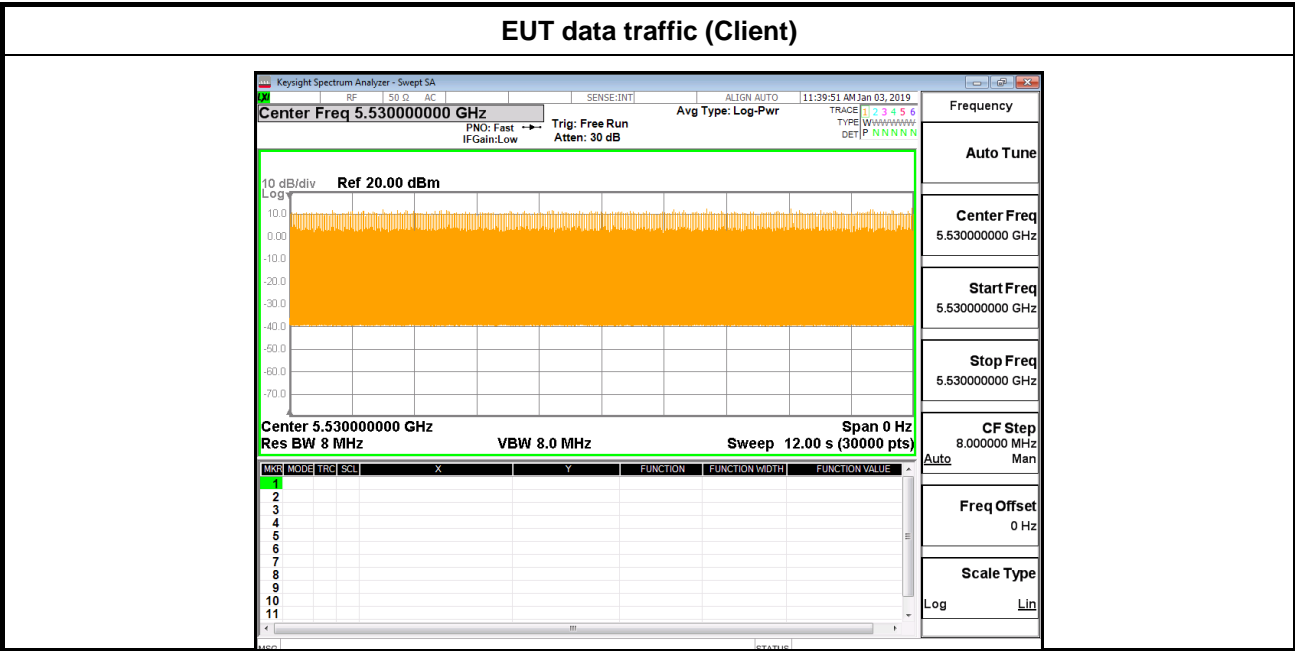 EUT data traffic (Client)
Keysight Spectrum Analyzer - Swept SA
LXI RF 50 Ω AC SENSE:INT ALIGN AUTO 11:39:51 AM Jan 03, 2019
Center Freq 5.530000000 GHz
PNO: Fast
IFGain:Low
Trig: Free Run
Atten: 30 dB
Avg Type: Log-Pwr
TRACE 1 2 3 4 5 6
TYPE WWWWWW
DET P N N N N N
10 dB/div
Log
Ref 20.00 dBm
10.0
0.00
-10.0
-20.0
-30.0
-40.0
-50.0
-60.0
-70.0
Center 5.530000000 GHz
Span 0 Hz
Res BW 8 MHz
VBW 8.0 MHz
Sweep 12.00 s (30000 pts)
MKR MODE TRC SCL X Y FUNCTION FUNCTION WIDTH FUNCTION VALUE
1
2
3
4
5
6
7
8
9
10
11
MSG
STATUS
Frequency
Auto Tune
Center Freq
5.530000000 GHz
Start Freq
5.530000000 GHz
Stop Freq
5.530000000 GHz
CF Step
8.000000 MHz
Auto Man
Freq Offset
0 Hz
Scale Type
Log Lin